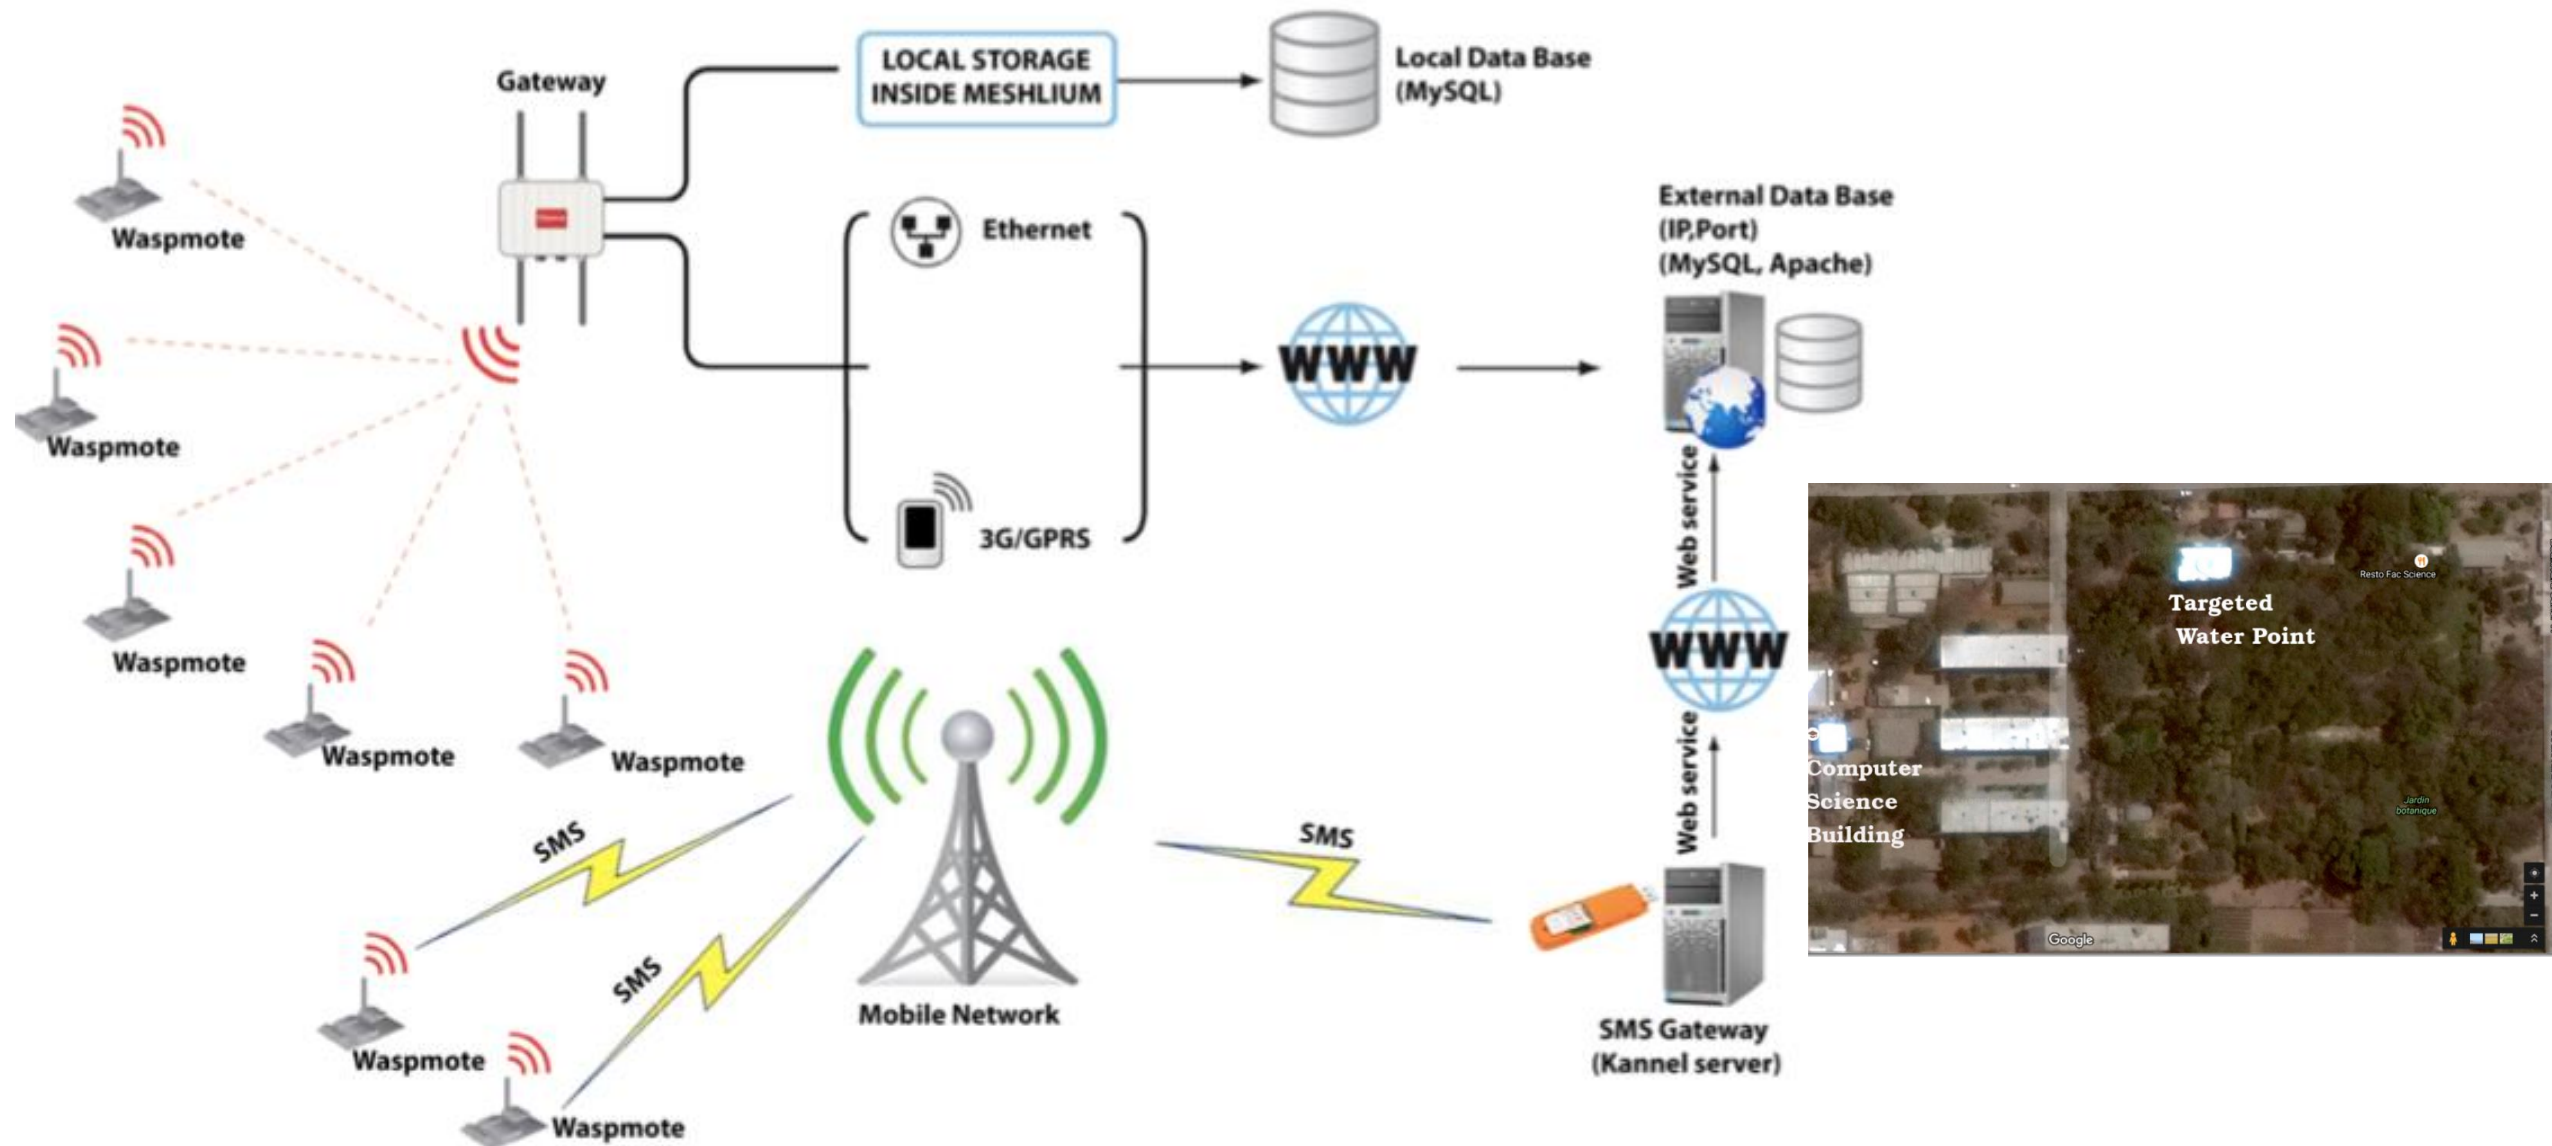 Gateway
LOCAL STORAGE
INSIDE MESHLIUM
Local Data Base
(MySQL)
Waspmote
Ethernet
External Data Base
(IP,Port)
(MySQL, Apache)
WWW
Waspmote
3G/GPRS
Web service
Waspmote
Waspmote
Waspmote
WWW
Web service
SMS
SMS
SMS
Mobile Network
Waspmote
Waspmote
SMS Gateway
(Kannel server)
Resto Fac Science
Targeted
Water Point
Computer
Science
Building
Jardin
botanique
Google